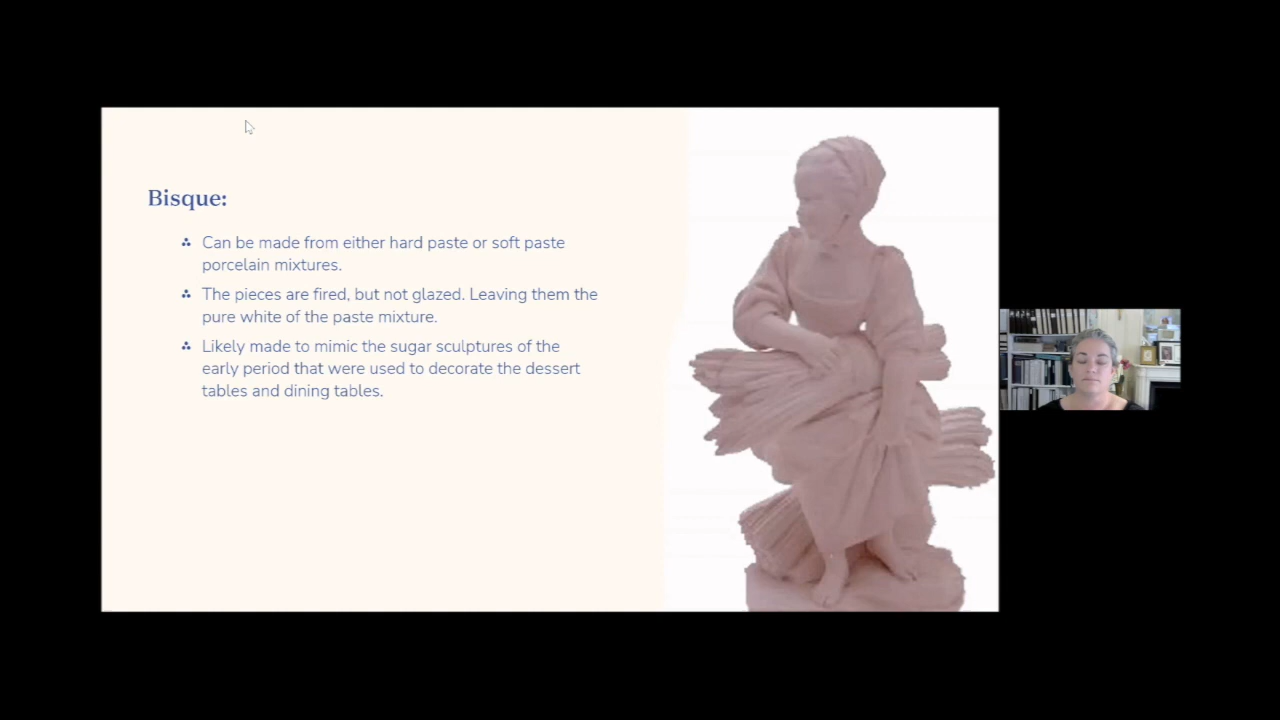 Bisque:
Can be made from either hard paste or soft paste
porcelain mixtures.
The pieces are fired, but not glazed. Leaving them the
pure white of the paste mixture.
Likely made to mimic the sugar sculptures of the
early period that were used to decorate the dessert
tables and dining tables.